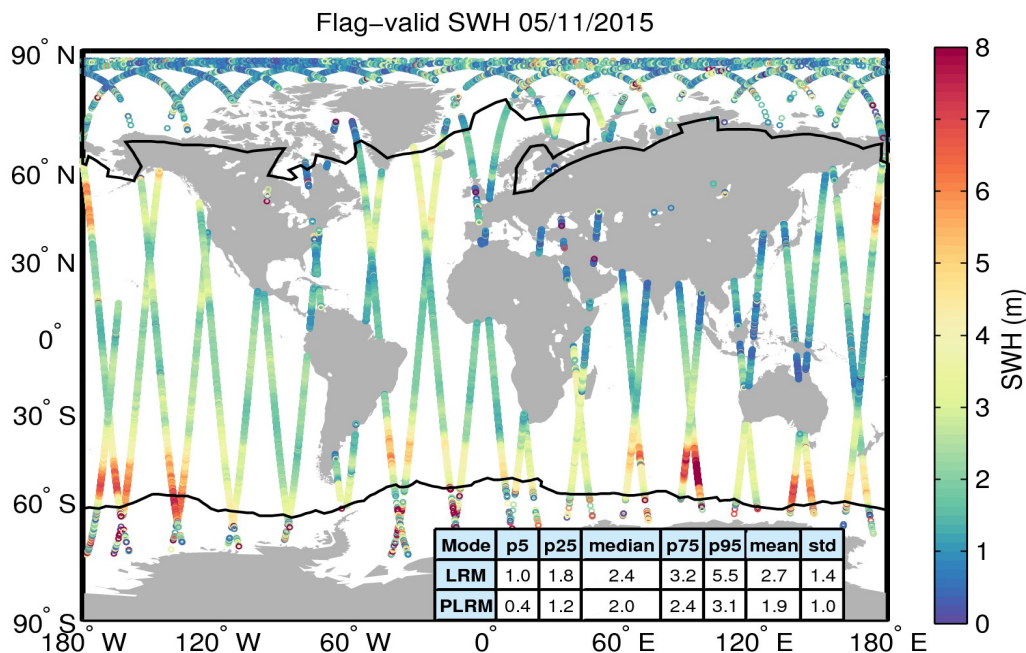 Flag−valid SWH 05/11/2015
90° N
60° N
30° N
0°
30° S
60° S
90° S
180° W 120° W 60° W 0° 60° E 120° E 180° E
Mode p5 p25 median p75 p95 mean std
LRM 1.0 1.8 2.4 3.2 5.5 2.7 1.4
PLRM 0.4 1.2 2.0 2.4 3.1 1.9 1.0
8
7
6
5
4
3
2
1
0
SWH (m)